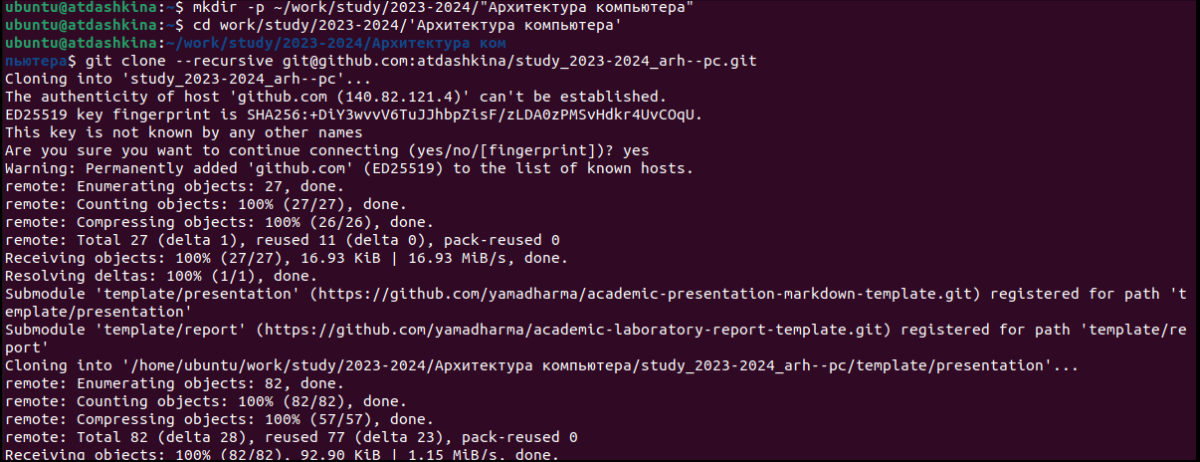 ubuntu@atdashkina:~$ mkdir -p ~/work/study/2023-2024/"Архитектура компьютера"
ubuntu@atdashkina:~$ cd work/study/2023-2024/'Архитектура компьютера'
ubuntu@atdashkina:~/work/study/2023-2024/Архитектура ком
пьютера$ git clone --recursive git@github.com:atdashkina/study_2023-2024_arh--pc.git
Cloning into 'study_2023-2024_arh--pc'...
The authenticity of host 'github.com (140.82.121.4)' can't be established.
ED25519 key fingerprint is SHA256:+DiY3wvvV6TuJJhbpZisF/zLDA0zPMSvHdkr4UvCOqU.
This key is not known by any other names
Are you sure you want to continue connecting (yes/no/[fingerprint])? yes
Warning: Permanently added 'github.com' (ED25519) to the list of known hosts.
remote: Enumerating objects: 27, done.
remote: Counting objects: 100% (27/27), done.
remote: Compressing objects: 100% (26/26), done.
remote: Total 27 (delta 1), reused 11 (delta 0), pack-reused 0
Receiving objects: 100% (27/27), 16.93 KiB | 16.93 MiB/s, done.
Resolving deltas: 100% (1/1), done.
Submodule 'template/presentation' (https://github.com/yamadharma/academic-presentation-markdown-template.git) registered for path 't
emplate/presentation'
Submodule 'template/report' (https://github.com/yamadharma/academic-laboratory-report-template.git) registered for path 'template/re
port'
Cloning into '/home/ubuntu/work/study/2023-2024/Архитектура компьютера/study_2023-2024_arh--pc/template/presentation'...
remote: Enumerating objects: 82, done.
remote: Counting objects: 100% (82/82), done.
remote: Compressing objects: 100% (57/57), done.
remote: Total 82 (delta 28), reused 77 (delta 23), pack-reused 0
Receiving objects: 100% (82/82), 92.90 KiB | 1.15 MiB/s, done.